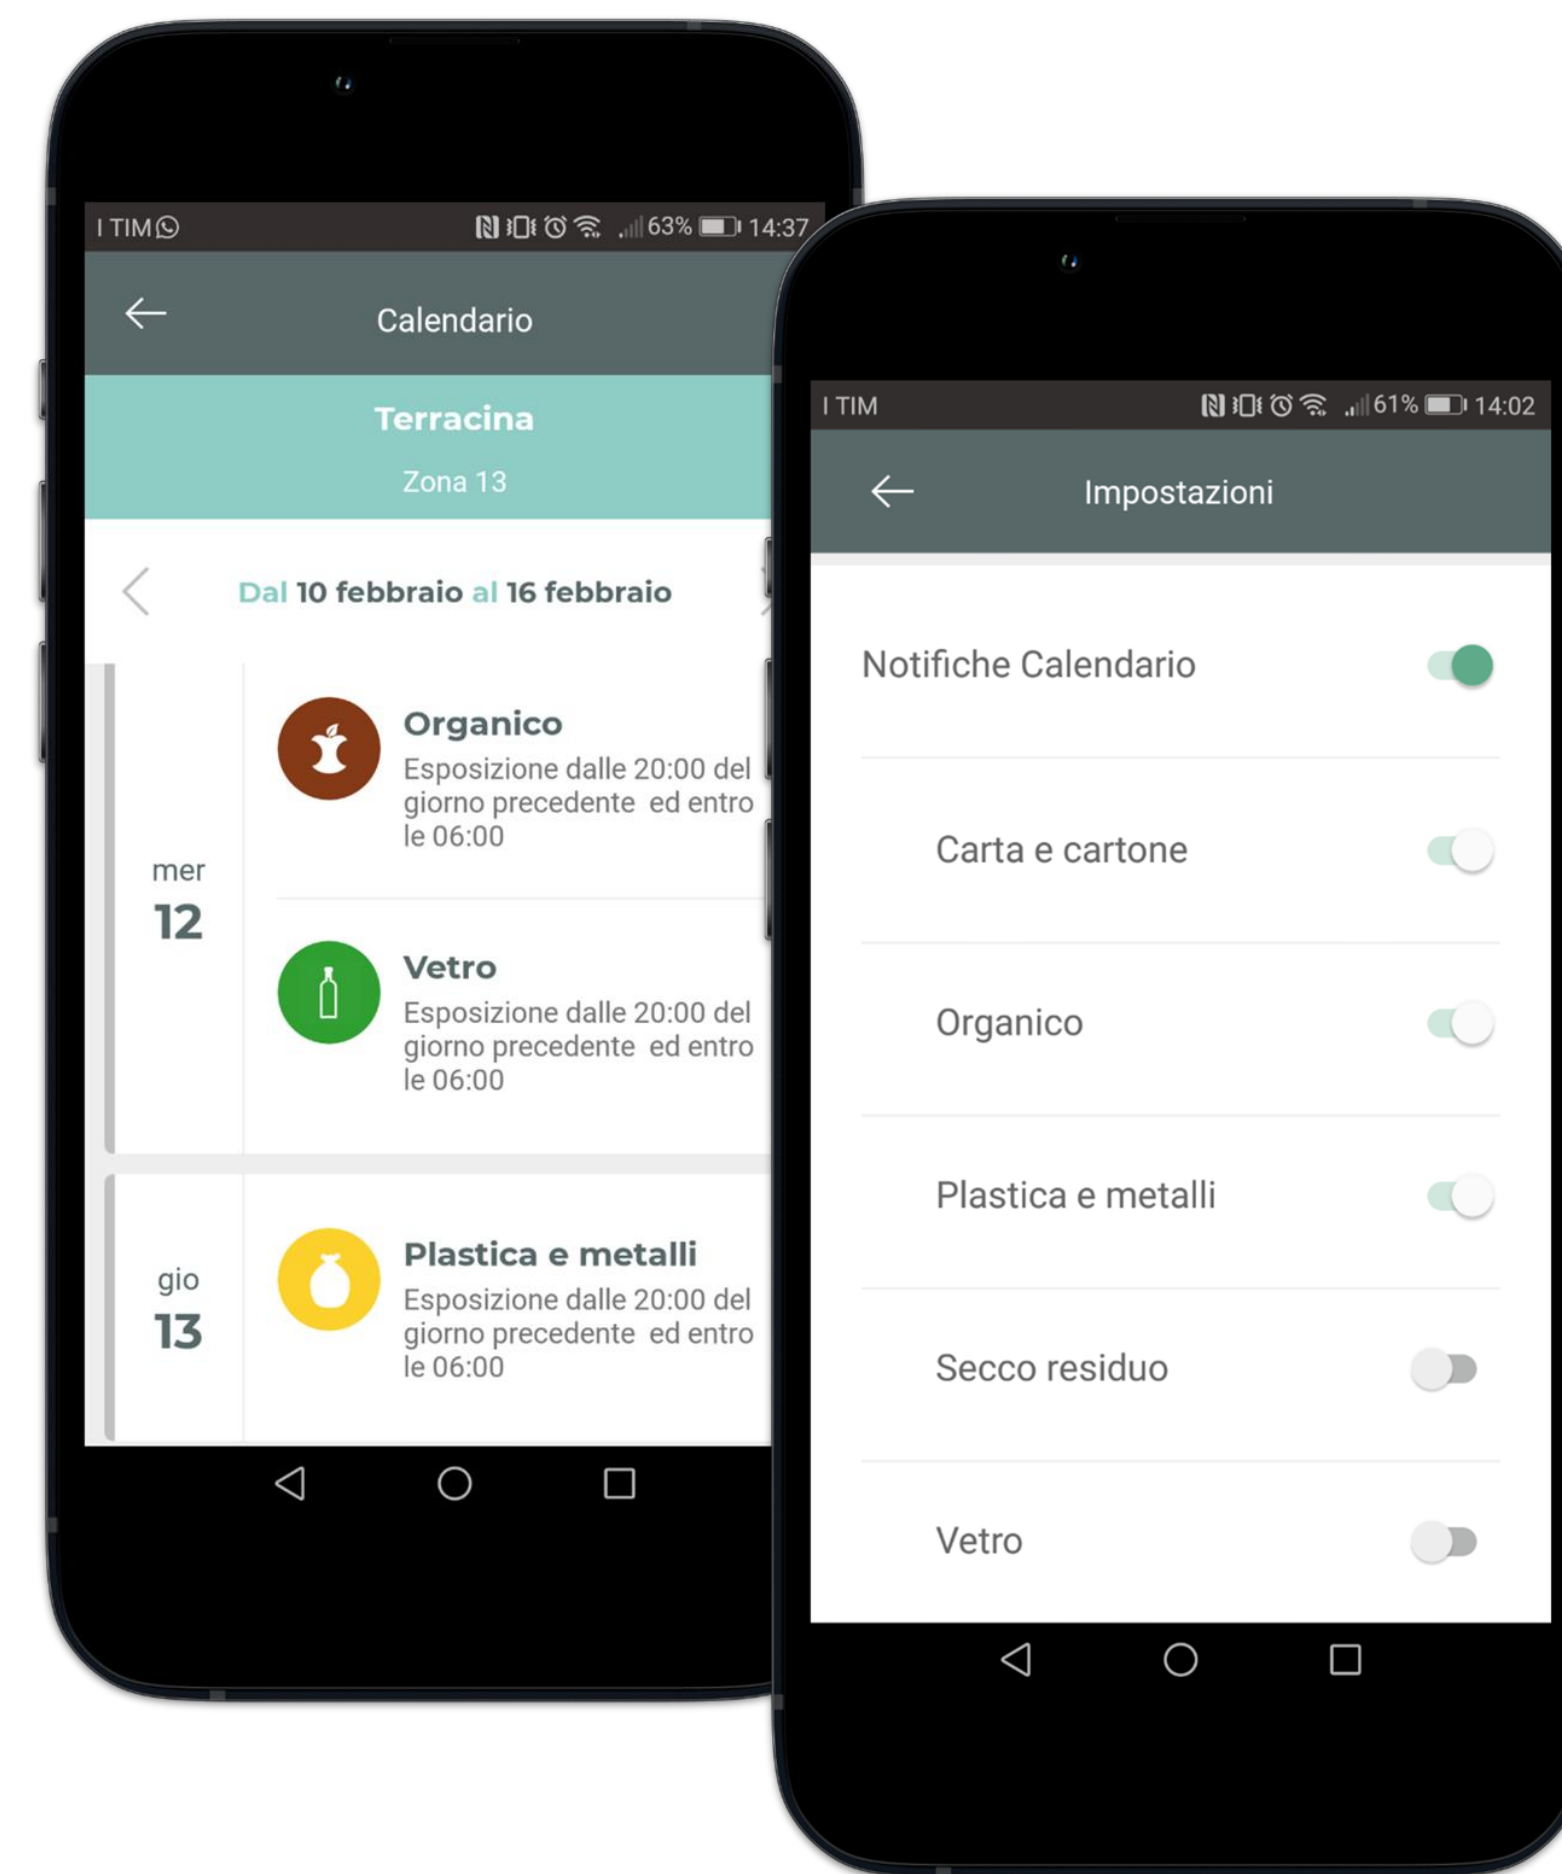 I TIM
63% 14:37
Calendario
Terracina
Zona 13
Dal 10 febbraio al 16 febbraio
mer
12
Organico
Esposizione dalle 20:00 del
giorno precedente ed entro
le 06:00
Vetro
Esposizione dalle 20:00 del
giorno precedente ed entro
le 06:00
gio
13
Plastica e metalli
Esposizione dalle 20:00 del
giorno precedente ed entro
le 06:00
I TIM
61% 14:02
Impostazioni
Notifiche Calendario
Carta e cartone
Organico
Plastica e metalli
Secco residuo
Vetro